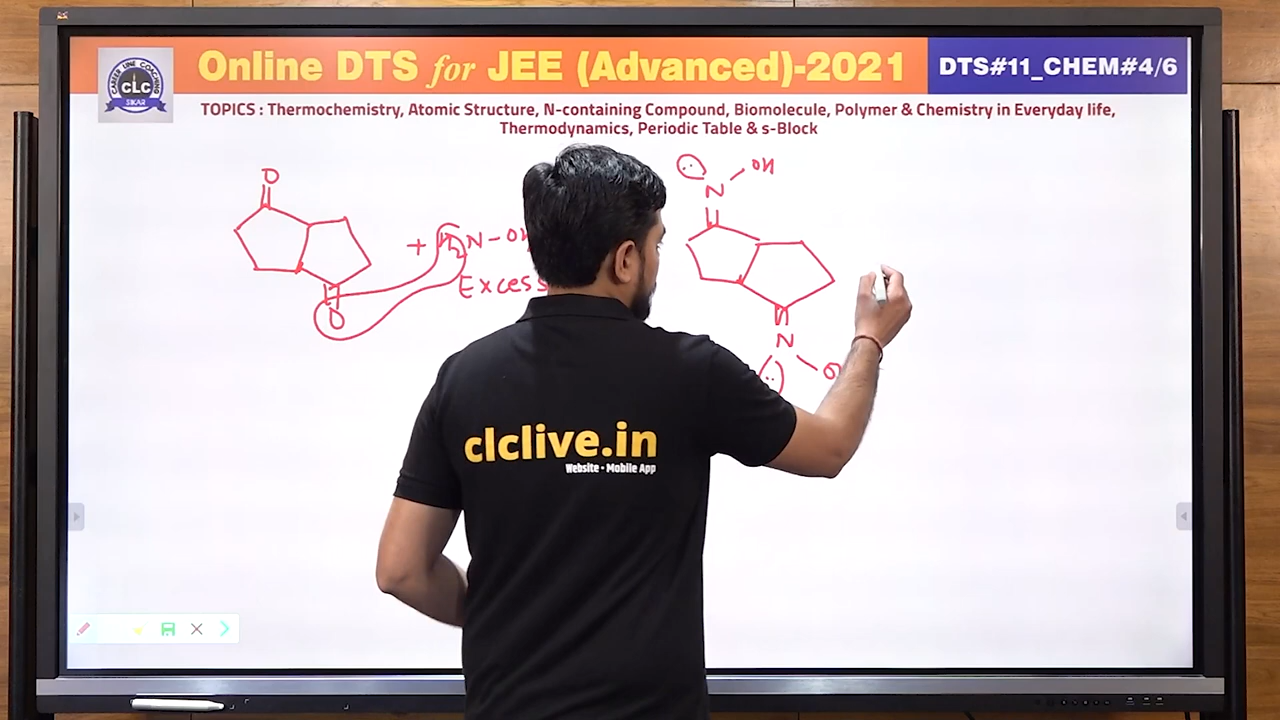 Online DTS for JEE (Advanced)-2021
DTS#11_CHEM#4/6
CAREER LINE COACHING
CLC
SIKAR
TOPICS : Thermochemistry, Atomic Structure, N-containing Compound, Biomolecule, Polymer & Chemistry in Everyday life,
Thermodynamics, Periodic Table & s-Block
O
O
+ H2N-OH
Excess
N OH
N O
clclive.in
Website • Mobile App